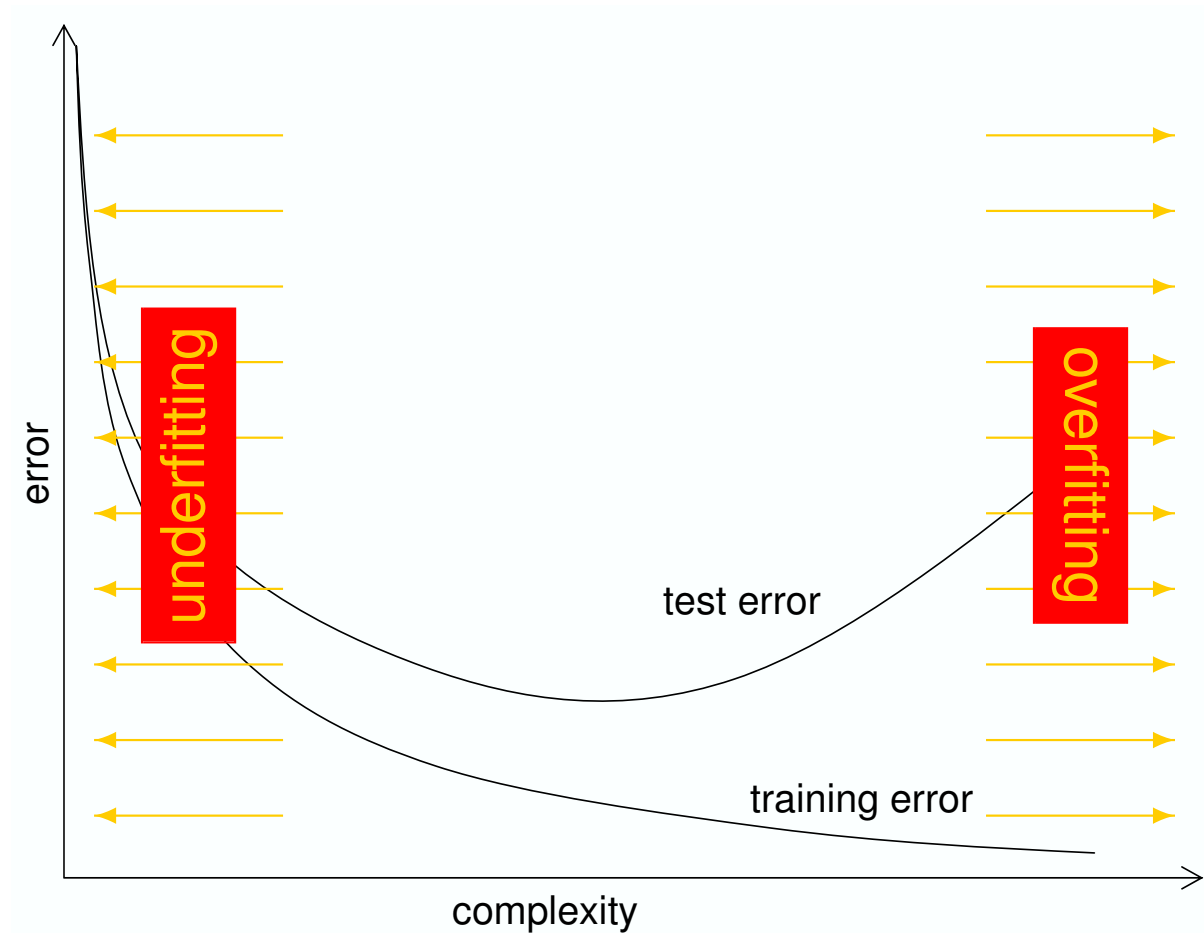 error
underfitting
overfitting
test error
training error
complexity